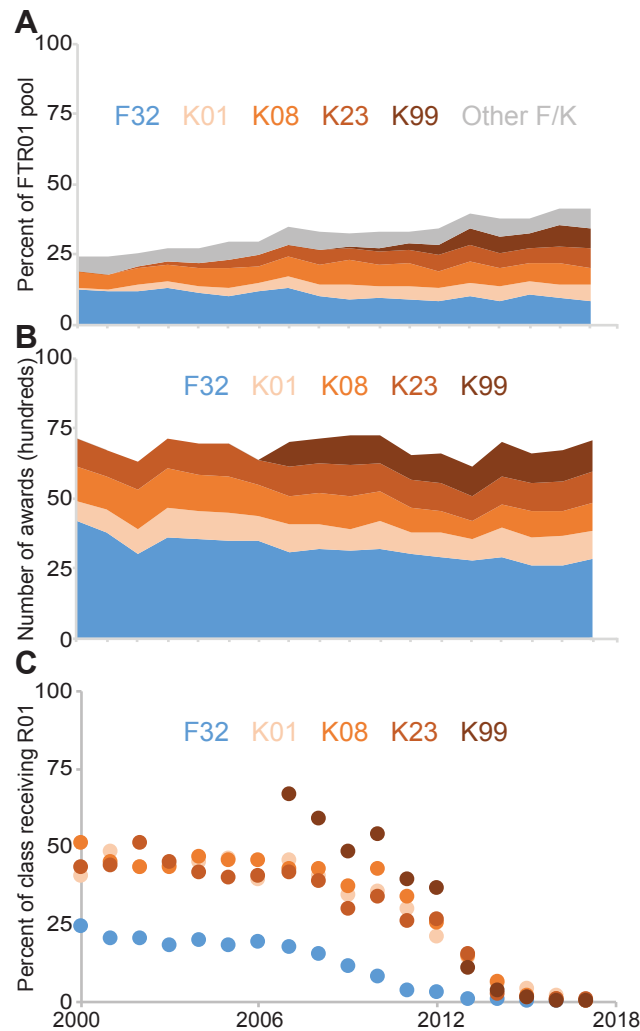 A
Percent of FTR01 pool
100
75
50
25
0
F32 K01 K08 K23 K99 Other F/K
B
Number of awards (hundreds)
100
75
50
25
0
F32 K01 K08 K23 K99
C
Percent of class receiving R01
100
75
50
25
0
F32 K01 K08 K23 K99
2000 2006 2012 2018